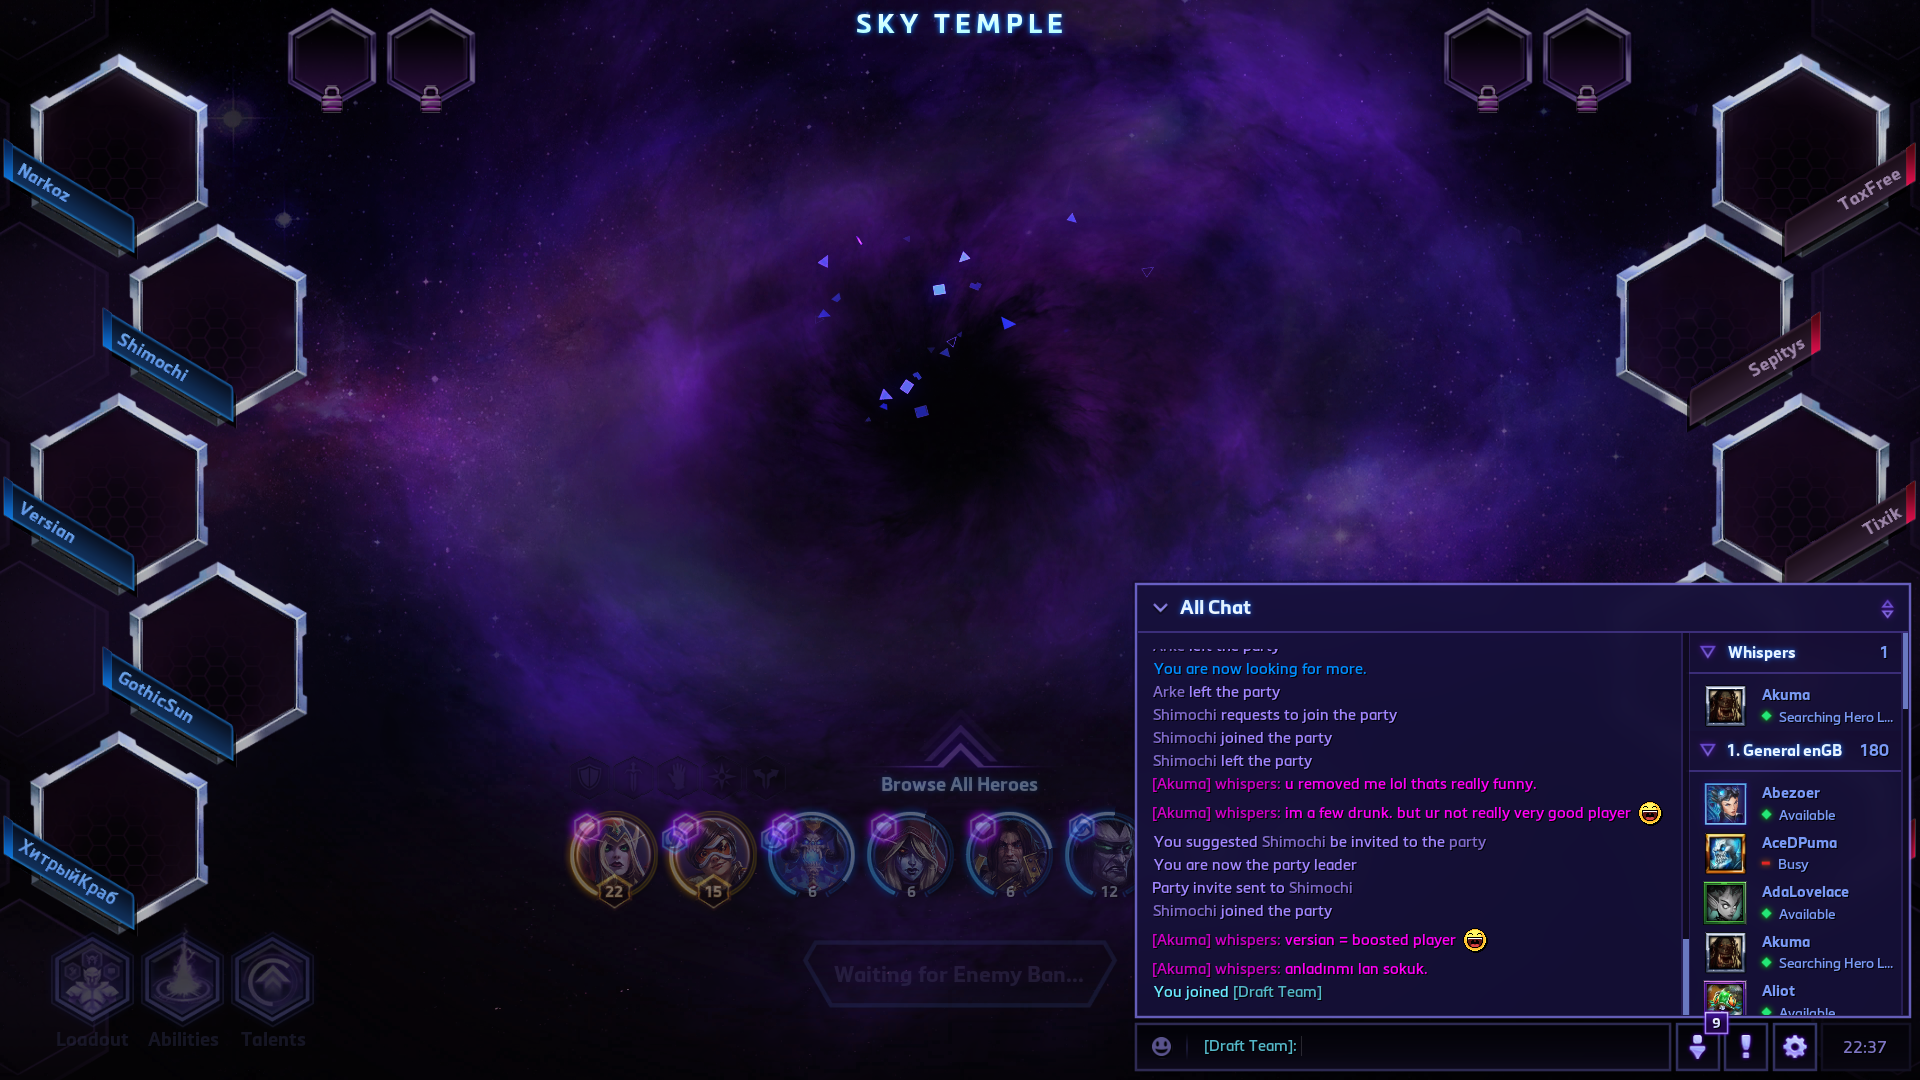 SKY TEMPLE
Narkoz
Shimochi
Versian
GothicSun
ХитрыйКраб
TaxFree
Sepitys
Tixik
Browse All Heroes
22
15
6
6
6
12
Waiting for Enemy Ban...
Loadout
Abilities
Talents
All Chat
Arke left the party
You are now looking for more.
Arke left the party
Shimochi requests to join the party
Shimochi joined the party
Shimochi left the party
[Akuma] whispers: u removed me lol thats really funny.
[Akuma] whispers: im a few drunk. but ur not really very good player
You suggested Shimochi be invited to the party
You are now the party leader
Party invite sent to Shimochi
Shimochi joined the party
[Akuma] whispers: versian = boosted player
[Akuma] whispers: anladınmı lan sokuk.
You joined [Draft Team]
[Draft Team]:
Whispers 1
Akuma
Searching Hero L...
1. General enGB 180
Abezoer
Available
AceDPuma
Busy
AdaLovelace
Available
Akuma
Searching Hero L...
Aliot
Available
9
22:37